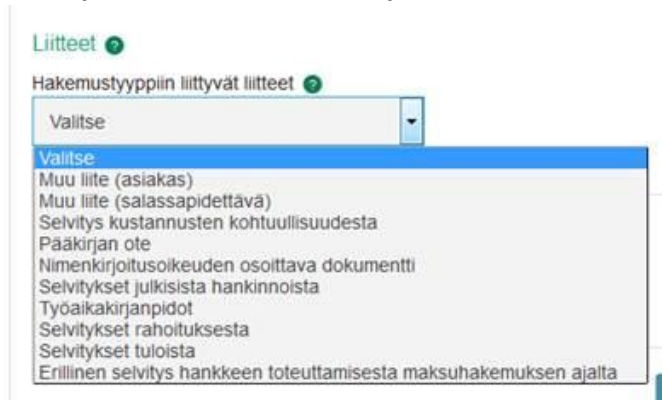 Liitteet ?
Hakemustyyppiin liittyvät liitteet ?
Valitse
Valitse
Muu liite (asiakas)
Muu liite (salassapidettävä)
Selvitys kustannusten kohtuullisuudesta
Pääkirjan ote
Nimenkirjoitusoikeuden osoittava dokumentti
Selvitykset julkisista hankinnoista
Työaikakirjanpidot
Selvitykset rahoituksesta
Selvitykset tuloista
Erillinen selvitys hankkeen toteuttamisesta maksuhakemuksen ajalta